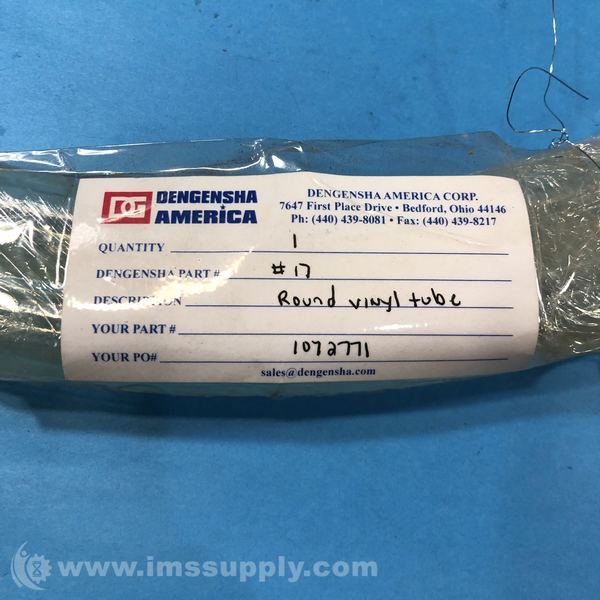 DG DENGENSHA AMERICA
DENGENSHA AMERICA CORP.
7647 First Place Drive • Bedford, Ohio 44146
Ph: (440) 439-8081 • Fax: (440) 439-8217
QUANTITY 1
DENGENSHA PART # #17
DESCRIPTION Round vinyl tube
YOUR PART #
YOUR PO# 1072771
sales@dengensha.com
www.imssupply.com